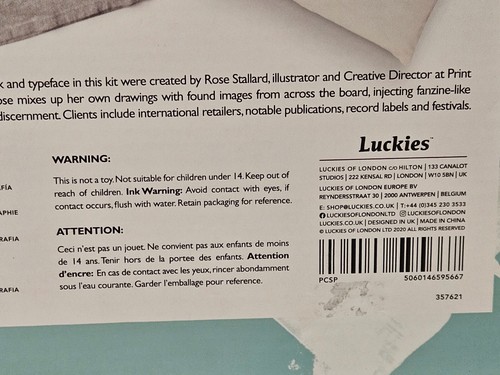 and typeface in this kit were created by Rose Stallard, illustrator and Creative Director at Print
ose mixes up her own drawings with found images from across the board, injecting fanzine-like
discernment. Clients include international retailers, notable publications, record labels and festivals.
WARNING:
This is not a toy. Not suitable for children under 14. Keep out of
reach of children. Ink Warning: Avoid contact with eyes, if
contact occurs, flush with water. Retain packaging for reference.
ATTENTION:
Ceci n'est pas un jouet. Ne convient pas aux enfants de moins
de 14 ans. Tenir hors de la portee des enfants. Attention
d'encre: En cas de contact avec les yeux, rincer abondamment
sous l'eau courante. Garder l'emballage pour reference.
FÍA
APHIE
RAFIA
RAFIA
Luckies™
LUCKIES OF LONDON C/O HILTON | 133 CANALOT
STUDIOS | 222 KENSAL RD | LONDON | W10 5BN | UK
LUCKIES OF LONDON EUROPE BV
REYNDERSSTRAAT 30 | 2000 ANTWERPEN | BELGIUM
E: SHOP@LUCKIES.CO.UK | T:+44 (0)345 230 3533
LUCKIESOFLONDONLTD LUCKIESOFLONDON
LUCKIES.CO.UK | DESIGNED IN UK | MADE IN CHINA
© LUCKIES OF LONDON LTD 2020 ALL RIGHTS RESERVED
PCSP 5060146595667
357621